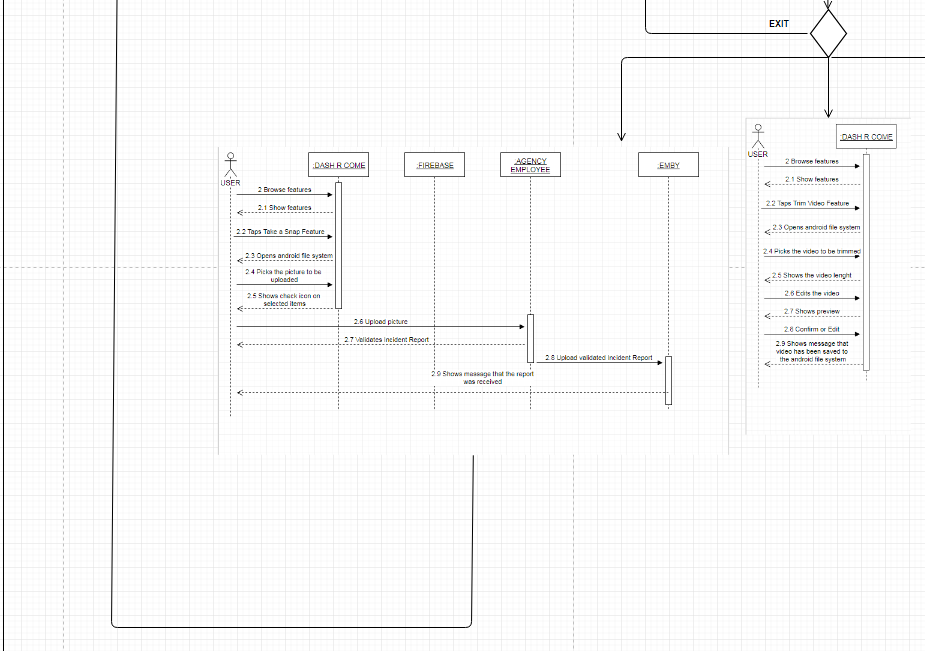 EXIT
USER
:DASH R COME
:FIREBASE
:AGENCY
EMPLOYEE
:EMBY
2 Browse features
2.1 Show features
2.2 Taps Take a Snap Feature
2.3 Opens android file system
2.4 Picks the picture to be
uploaded
2.5 Shows check icon on
selected items
2.6 Upload picture
2.7 Validates Incident Report
2.8 Upload validated Incident Report
2.9 Shows message that the report
was received
USER
:DASH R COME
2 Browse features
2.1 Show features
2.2 Taps Trim Video Feature
2.3 Opens android file system
2.4 Picks the video to be trimmed
2.5 Shows the video lenght
2.6 Edits the video
2.7 Shows preview
2.8 Confirm or Edit
2.9 Shows message that
video has been saved to
the android file system